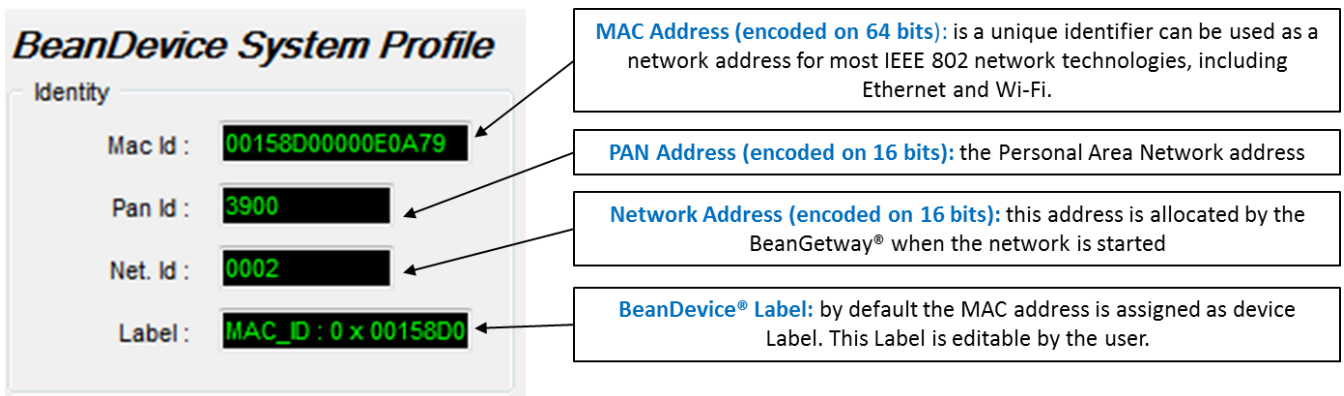 BeanDevice System Profile
Identity
Mac Id :
00158D00000E0A79
Pan Id :
3900
Net. Id :
0002
Label :
MAC_ID : 0 x 00158D0
MAC Address (encoded on 64 bits): is a unique identifier can be used as a
network address for most IEEE 802 network technologies, including
Ethernet and Wi-Fi.
PAN Address (encoded on 16 bits): the Personal Area Network address
Network Address (encoded on 16 bits): this address is allocated by the
BeanGetway® when the network is started
BeanDevice® Label: by default the MAC address is assigned as device
Label. This Label is editable by the user.